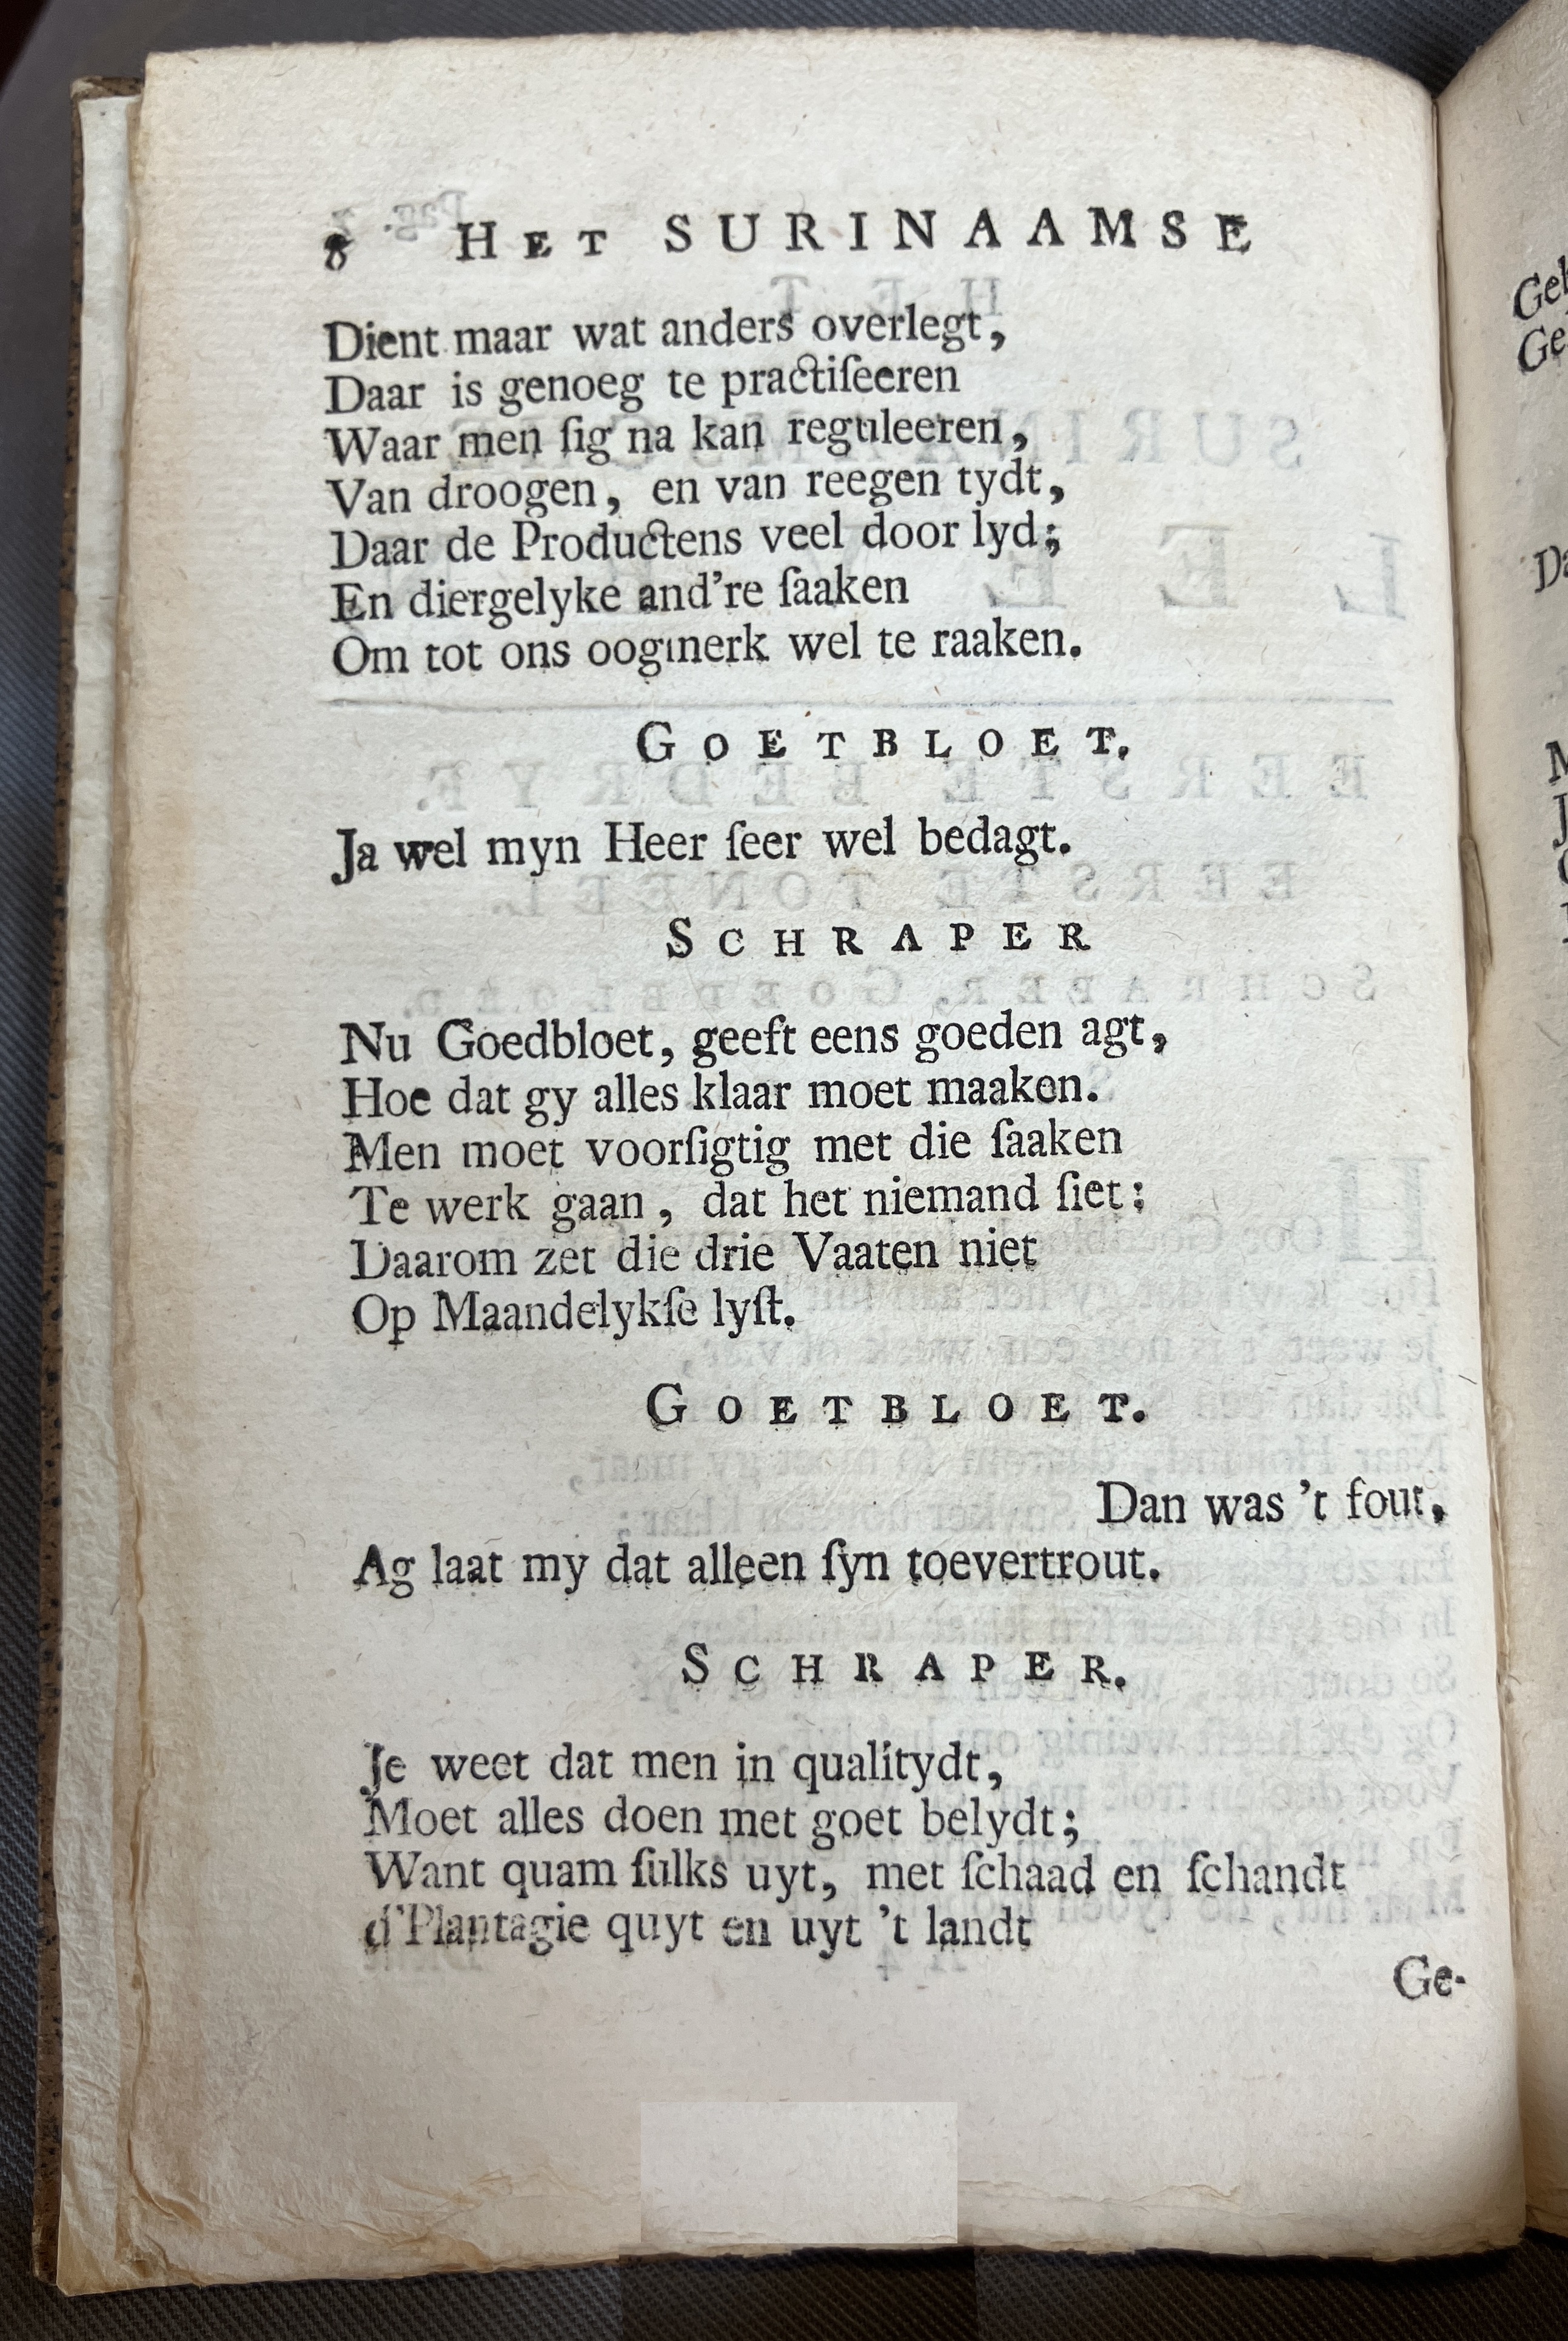 8 HET SURINAAMSE
Dient maar wat anders overlegt,
Daar is genoeg te practiſeeren
Waar men ſig na kan reguleeren,
Van droogen, en van reegen tydt,
Daar de Productens veel door lyd;
En diergelyke and're ſaaken
Om tot ons oogmerk wel te raaken.
GOETBLOET.
Ja wel myn Heer ſeer wel bedagt.
SCHRAPER
Nu Goedbloet, geeft eens goeden agt,
Hoe dat gy alles klaar moet maaken.
Men moet voorſigtig met die ſaaken
Te werk gaan, dat het niemand ſiet:
Daarom zet die drie Vaaten niet
Op Maandelykſe lyſt.
GOETBLOET.
Dan was 't fout,
Ag laat my dat alleen ſyn toevertrout.
SCHRAPER.
Je weet dat men in qualitydt,
Moet alles doen met goet belydt;
Want quam ſulks uyt, met ſchaad en ſchandt
d'Plantagie quyt en uyt 't landt
Ge-